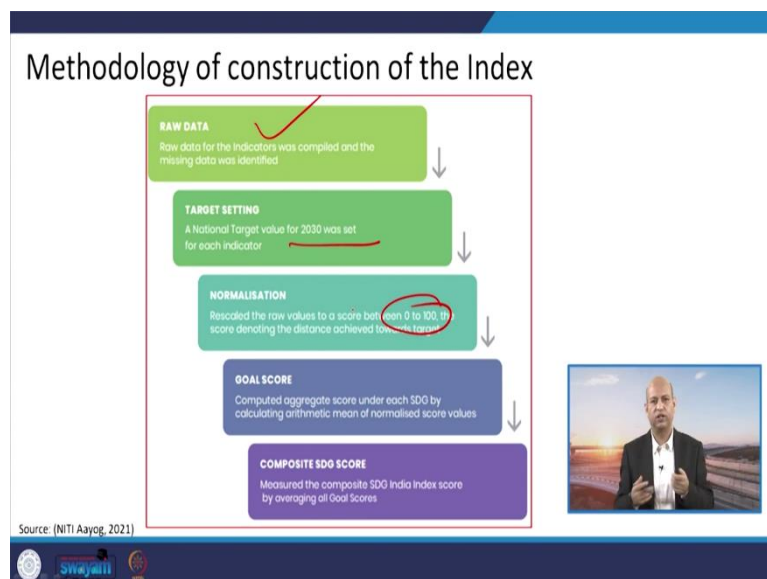 Methodology of construction of the Index
RAW DATA
Raw data for the Indicators was compiled and the
missing data was identified
TARGET SETTING
A National Target value for 2030 was set
for each indicator
NORMALISATION
Rescaled the raw values to a score between 0 to 100, the
score denoting the distance achieved towards target
GOAL SCORE
Computed aggregate score under each SDG by
calculating arithmetic mean of normalised score values
COMPOSITE SDG SCORE
Measured the composite SDG India Index score
by averaging all Goal Scores
Source: (NITI Aayog, 2021)
swayam